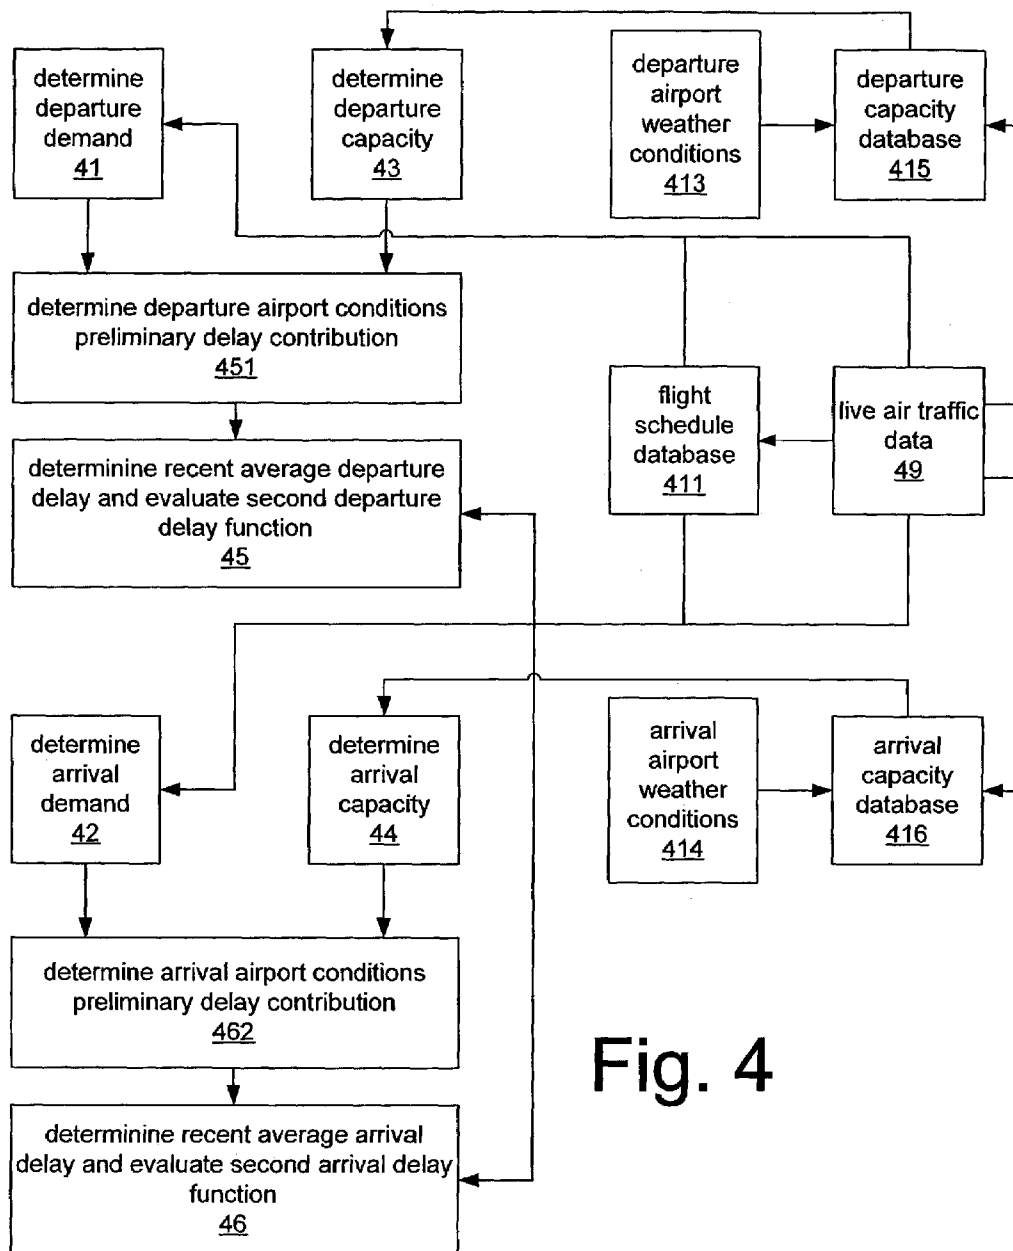 determine
departure
demand
41
determine
departure
capacity
43
departure
airport
weather
conditions
413
departure
capacity
database
415
determine departure airport conditions
preliminary delay contribution
451
flight
schedule
database
411
live air traffic
data
49
determinine recent average departure
delay and evaluate second departure
delay function
45
determine
arrival
demand
42
determine
arrival
capacity
44
arrival
airport
weather
conditions
414
arrival
capacity
database
416
determine arrival airport conditions
preliminary delay contribution
462
Fig. 4
determinine recent average arrival
delay and evaluate second arrival delay
function
46